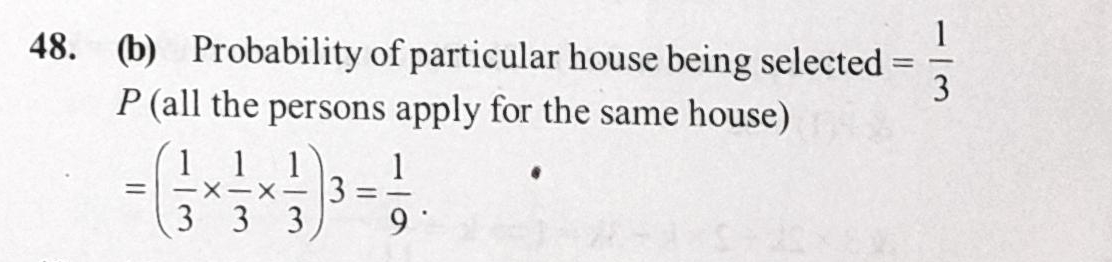 48. (b) Probability of particular house being selected = 1/3
P (all the persons apply for the same house)
= (1/3 × 1/3 × 1/3) 3 = 1/9.